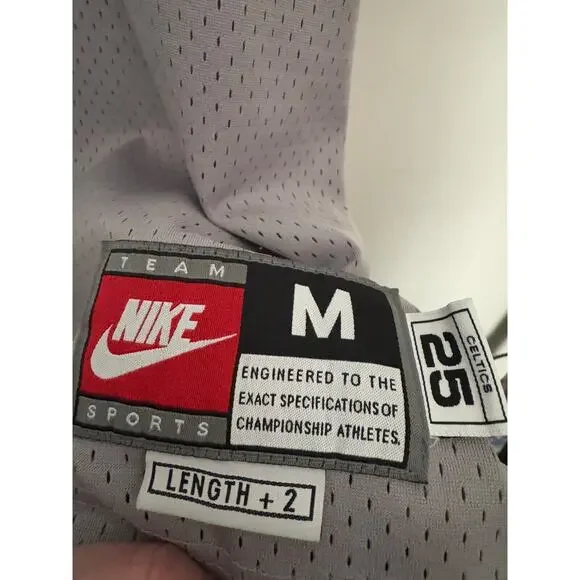 TEAM
NIKE
SPORTS
M
ENGINEERED TO THE
EXACT SPECIFICATIONS OF
CHAMPIONSHIP ATHLETES.
LENGTH + 2
25
CELTICS